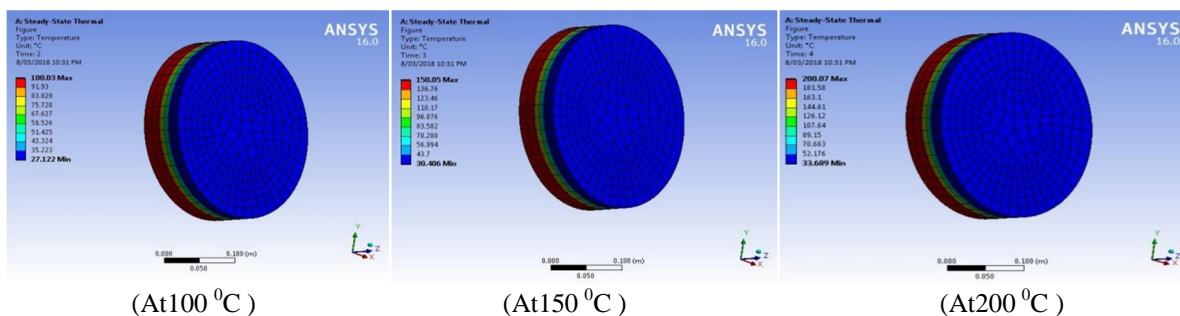 A: Steady-State Thermal
Figure
Type: Temperature
Unit: °C
Time: 2
8/03/2018 10:31 PM
100.03 Max
91.93
83.829
75.728
67.627
59.526
51.425
43.324
35.223
27.122 Min
ANSYS
16.0
0.000
0.100 (m)
0.050
Y
Z
X
(At100 ⁰C )
A: Steady-State Thermal
Figure
Type: Temperature
Unit: °C
Time: 3
8/03/2018 10:31 PM
150.05 Max
136.76
123.46
110.17
96.876
83.582
70.288
56.994
43.7
30.406 Min
ANSYS
16.0
0.000
0.100 (m)
0.050
Y
Z
X
(At150 ⁰C )
A: Steady-State Thermal
Figure
Type: Temperature
Unit: °C
Time: 4
8/03/2018 10:31 PM
200.07 Max
181.58
163.1
144.61
126.12
107.64
89.15
70.663
52.176
33.689 Min
ANSYS
16.0
0.000
0.100 (m)
0.050
Y
Z
X
(At200 ⁰C )